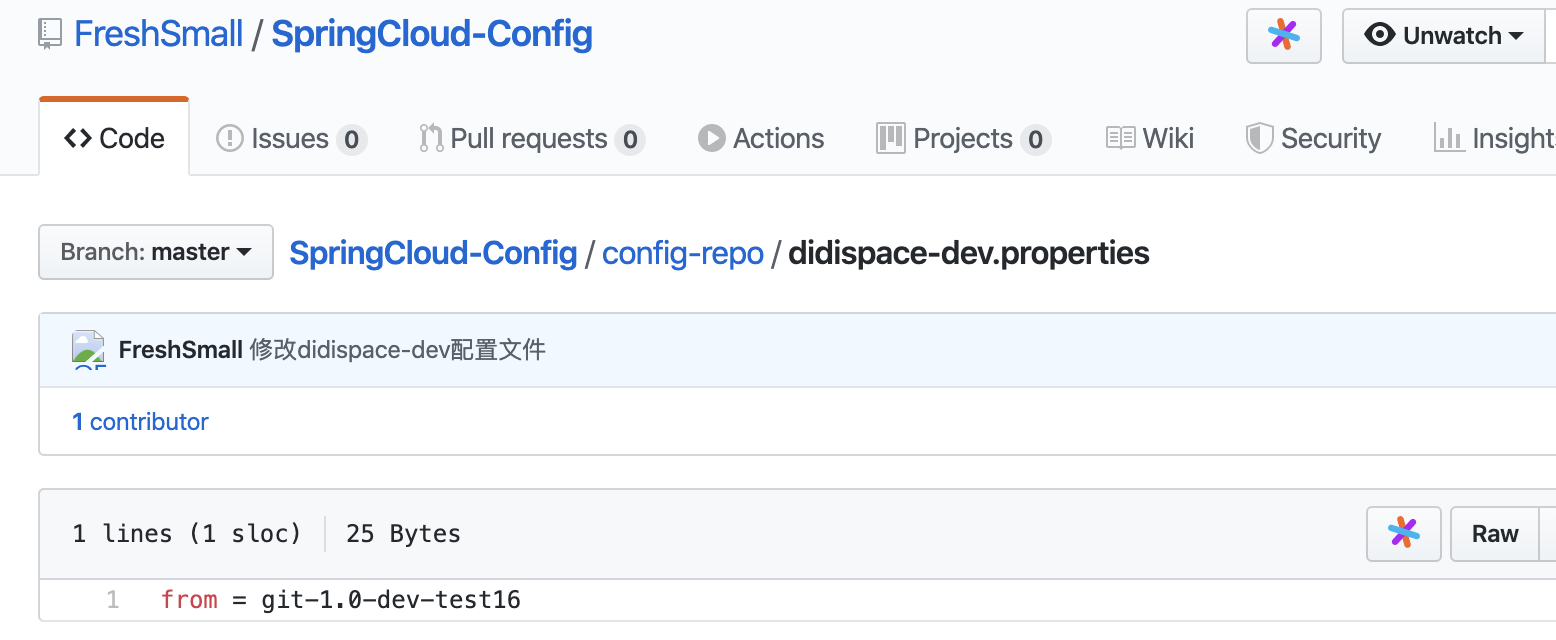 FreshSmall / SpringCloud-Config
Unwatch
Code
Issues 0
Pull requests 0
Actions
Projects 0
Wiki
Security
Insights
Branch: master
SpringCloud-Config / config-repo / didispace-dev.properties
FreshSmall 修改didispace-dev配置文件
1 contributor
1 lines (1 sloc)
25 Bytes
Raw
1 from = git-1.0-dev-test16